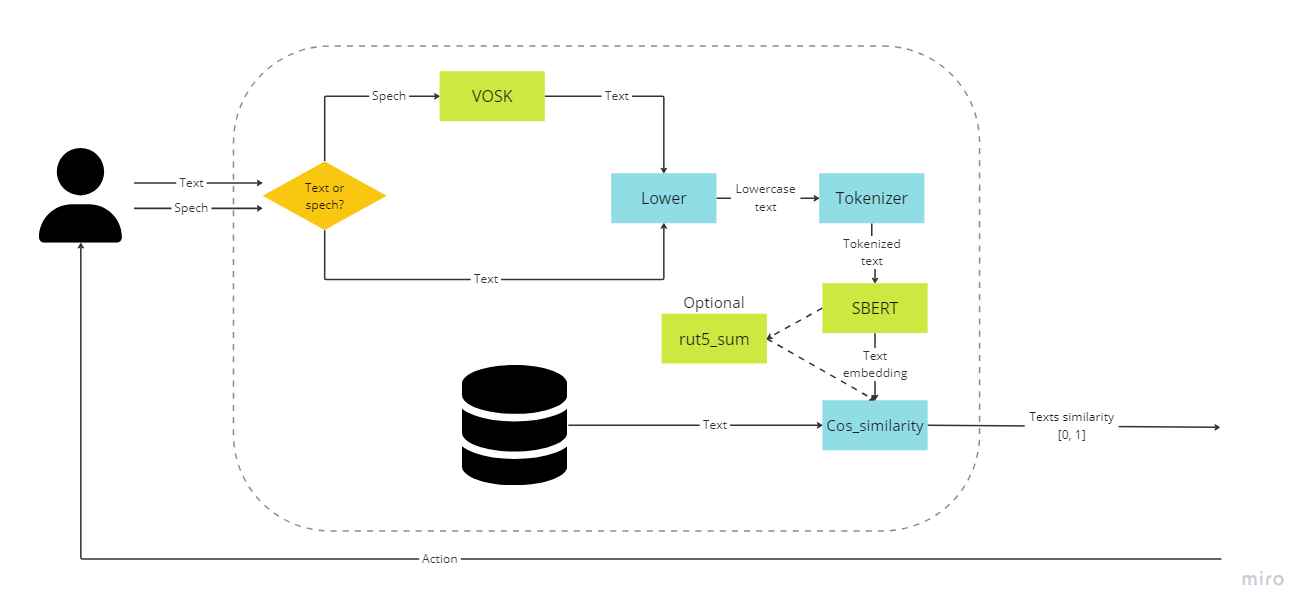 Spech
VOSK
Text
Text
Spech
Text or
spech?
Lower
Lowercase
text
Tokenizer
Tokenized
text
Text
Optional
rut5_sum
SBERT
Text
embedding
Text
Cos_similarity
Texts similarity
[0, 1]
Action
miro